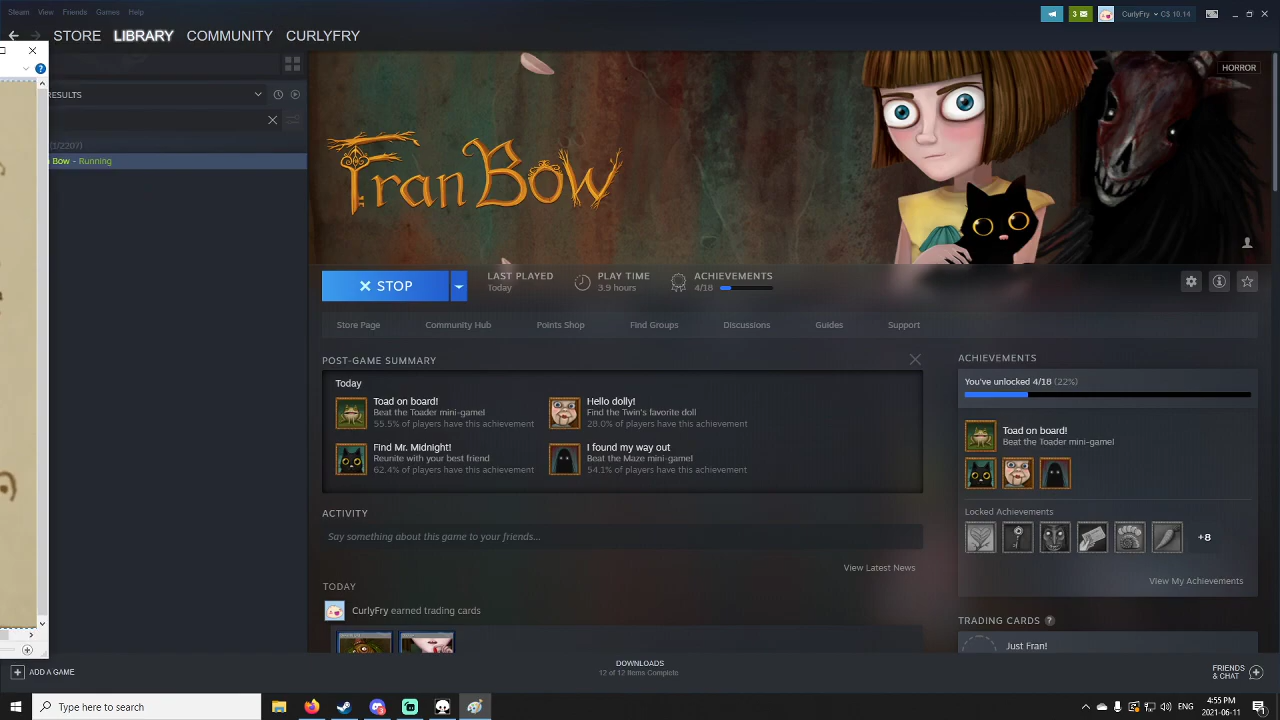 Steam View Friends Games Help
3
CurlyFry C$ 10.14
STORE LIBRARY COMMUNITY CURLYFRY
HORROR
RESULTS
(1/2207)
Bow - Running
Fran Bow
STOP
LAST PLAYED
Today
PLAY TIME
3.9 hours
ACHIEVEMENTS
4/18
Store Page Community Hub Points Shop Find Groups Discussions Guides Support
POST-GAME SUMMARY
Today
Toad on board!
Beat the Toader mini-game!
55.5% of players have this achievement
Hello dolly!
Find the Twin's favorite doll
28.0% of players have this achievement
Find Mr. Midnight!
Reunite with your best friend
62.4% of players have this achievement
I found my way out
Beat the Maze mini-game!
54.1% of players have this achievement
ACTIVITY
Say something about this game to your friends...
View Latest News
TODAY
CurlyFry earned trading cards
ACHIEVEMENTS
You've unlocked 4/18 (22%)
Toad on board!
Beat the Toader mini-game!
Locked Achievements
+8
View My Achievements
TRADING CARDS ?
Just Fran!
ADD A GAME
DOWNLOADS
12 of 12 Items Complete
FRIENDS
& CHAT
Type here to search
ENG
4:55 PM
2021-06-11